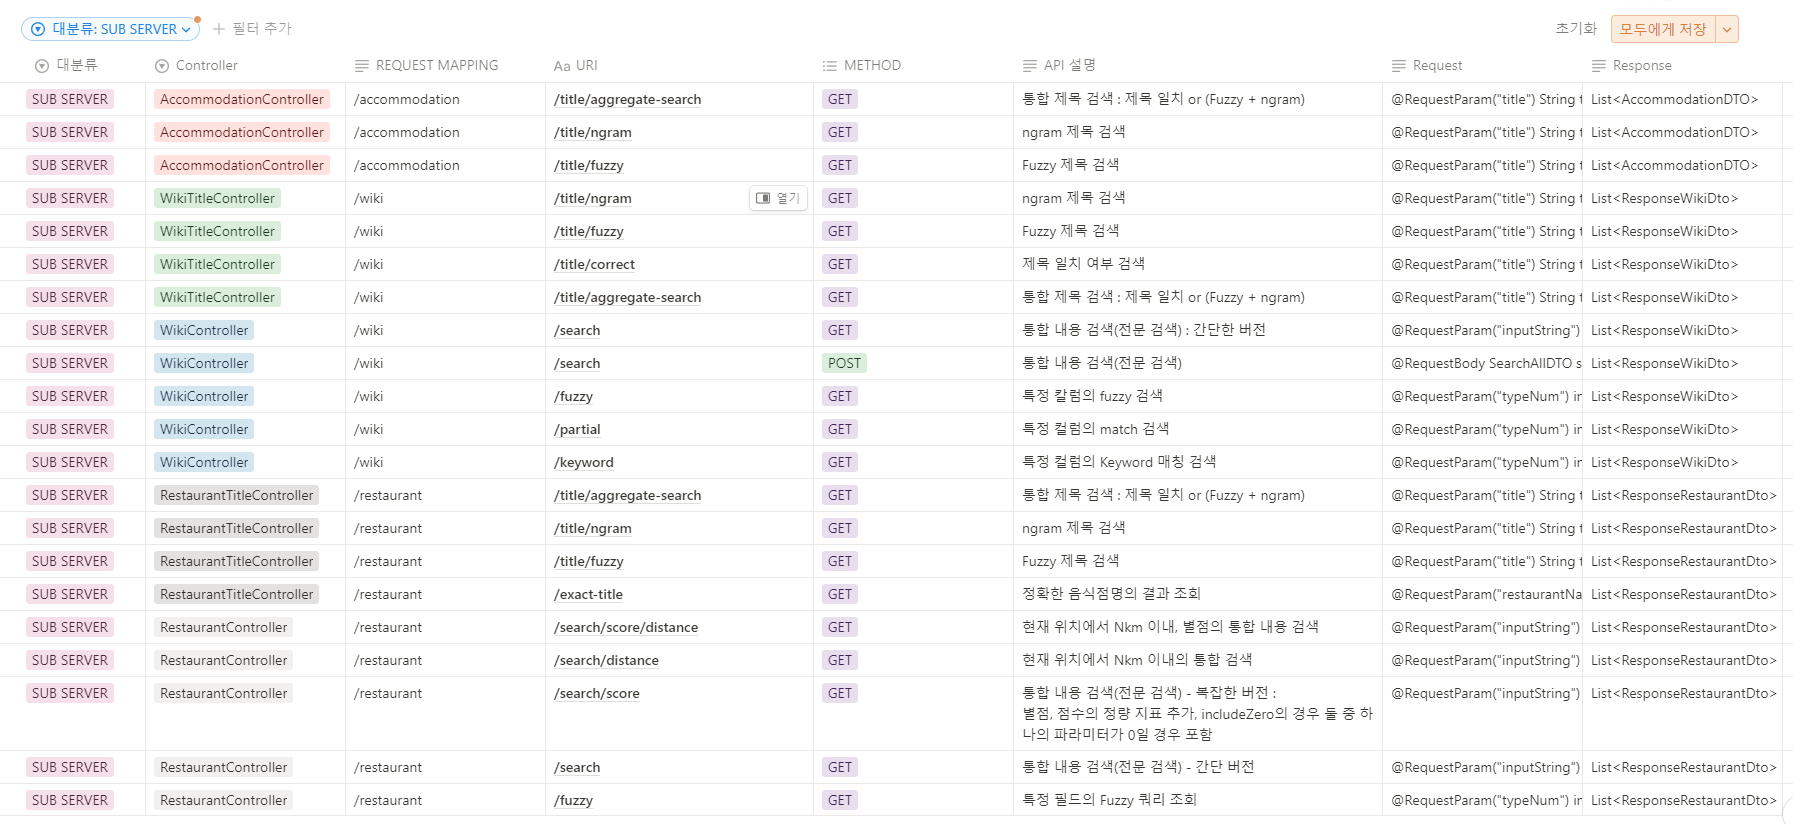 대분류: SUB SERVER 필터 추가 초기화 모두에게 저장
대분류 Controller REQUEST MAPPING Aa URI METHOD API 설명 Request Response
SUB SERVER AccommodationController /accommodation /title/aggregate-search GET 통합 제목 검색 : 제목 일치 or (Fuzzy + ngram) @RequestParam("title") String t List<AccommodationDTO>
SUB SERVER AccommodationController /accommodation /title/ngram GET ngram 제목 검색 @RequestParam("title") String t List<AccommodationDTO>
SUB SERVER AccommodationController /accommodation /title/fuzzy GET Fuzzy 제목 검색 @RequestParam("title") String t List<AccommodationDTO>
SUB SERVER WikiTitleController /wiki /title/ngram 열기 GET ngram 제목 검색 @RequestParam("title") String t List<ResponseWikiDto>
SUB SERVER WikiTitleController /wiki /title/fuzzy GET Fuzzy 제목 검색 @RequestParam("title") String t List<ResponseWikiDto>
SUB SERVER WikiTitleController /wiki /title/correct GET 제목 일치 여부 검색 @RequestParam("title") String t List<ResponseWikiDto>
SUB SERVER WikiTitleController /wiki /title/aggregate-search GET 통합 제목 검색 : 제목 일치 or (Fuzzy + ngram) @RequestParam("title") String t List<ResponseWikiDto>
SUB SERVER WikiController /wiki /search GET 통합 내용 검색(전문 검색) : 간단한 버전 @RequestParam("inputString") List<ResponseWikiDto>
SUB SERVER WikiController /wiki /search POST 통합 내용 검색(전문 검색) @RequestBody SearchAllDTO s List<ResponseWikiDto>
SUB SERVER WikiController /wiki /fuzzy GET 특정 칼럼의 fuzzy 검색 @RequestParam("typeNum") in List<ResponseWikiDto>
SUB SERVER WikiController /wiki /partial GET 특정 컬럼의 match 검색 @RequestParam("typeNum") in List<ResponseWikiDto>
SUB SERVER WikiController /wiki /keyword GET 특정 컬럼의 Keyword 매칭 검색 @RequestParam("typeNum") in List<ResponseWikiDto>
SUB SERVER RestaurantTitleController /restaurant /title/aggregate-search GET 통합 제목 검색 : 제목 일치 or (Fuzzy + ngram) @RequestParam("title") String t List<ResponseRestaurantDto>
SUB SERVER RestaurantTitleController /restaurant /title/ngram GET ngram 제목 검색 @RequestParam("title") String t List<ResponseRestaurantDto>
SUB SERVER RestaurantTitleController /restaurant /title/fuzzy GET Fuzzy 제목 검색 @RequestParam("title") String t List<ResponseRestaurantDto>
SUB SERVER RestaurantTitleController /restaurant /exact-title GET 정확한 음식점명의 결과 조회 @RequestParam("restaurantNa List<ResponseRestaurantDto>
SUB SERVER RestaurantController /restaurant /search/score/distance GET 현재 위치에서 Nkm 이내, 별점의 통합 내용 검색 @RequestParam("inputString") List<ResponseRestaurantDto>
SUB SERVER RestaurantController /restaurant /search/distance GET 현재 위치에서 Nkm 이내의 통합 검색 @RequestParam("inputString") List<ResponseRestaurantDto>
SUB SERVER RestaurantController /restaurant /search/score GET 통합 내용 검색(전문 검색) - 복잡한 버전 : @RequestParam("inputString") List<ResponseRestaurantDto>
별점, 점수의 정량 지표 추가, includeZero의 경우 둘 중 하
나의 파라미터가 0일 경우 포함
SUB SERVER RestaurantController /restaurant /search GET 통합 내용 검색(전문 검색) - 간단 버전 @RequestParam("inputString") List<ResponseRestaurantDto>
SUB SERVER RestaurantController /restaurant /fuzzy GET 특정 필드의 Fuzzy 쿼리 조회 @RequestParam("typeNum") in List<ResponseRestaurantDto>